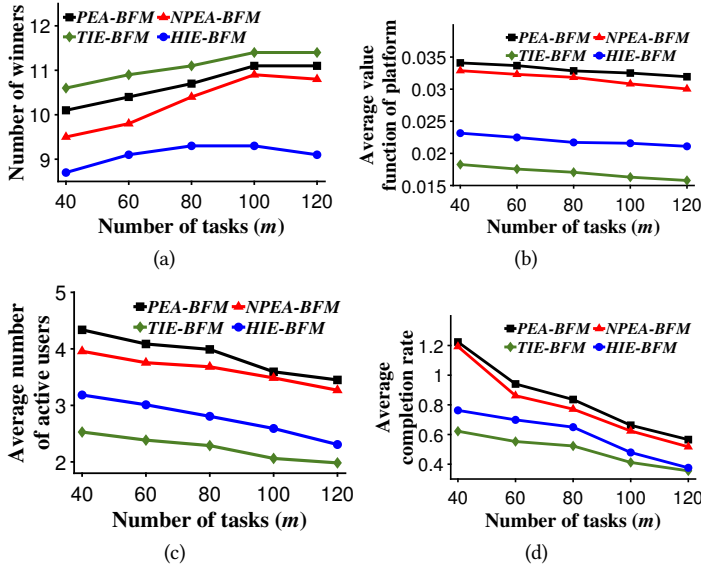 PEA-BFM NPEA-BFM
TIE-BFM HIE-BFM
Number of winners
12
11
10
9
40 60 80 100 120
Number of tasks (m)
(a)
PEA-BFM NPEA-BFM
TIE-BFM HIE-BFM
Average value
function of platform
0.035
0.03
0.025
0.02
0.015
40 60 80 100 120
Number of tasks (m)
(b)
PEA-BFM NPEA-BFM
TIE-BFM HIE-BFM
Average number
of active users
5
4
3
2
40 60 80 100 120
Number of tasks (m)
(c)
PEA-BFM NPEA-BFM
TIE-BFM HIE-BFM
Average
completion rate
1.2
1
0.8
0.6
0.4
40 60 80 100 120
Number of tasks (m)
(d)